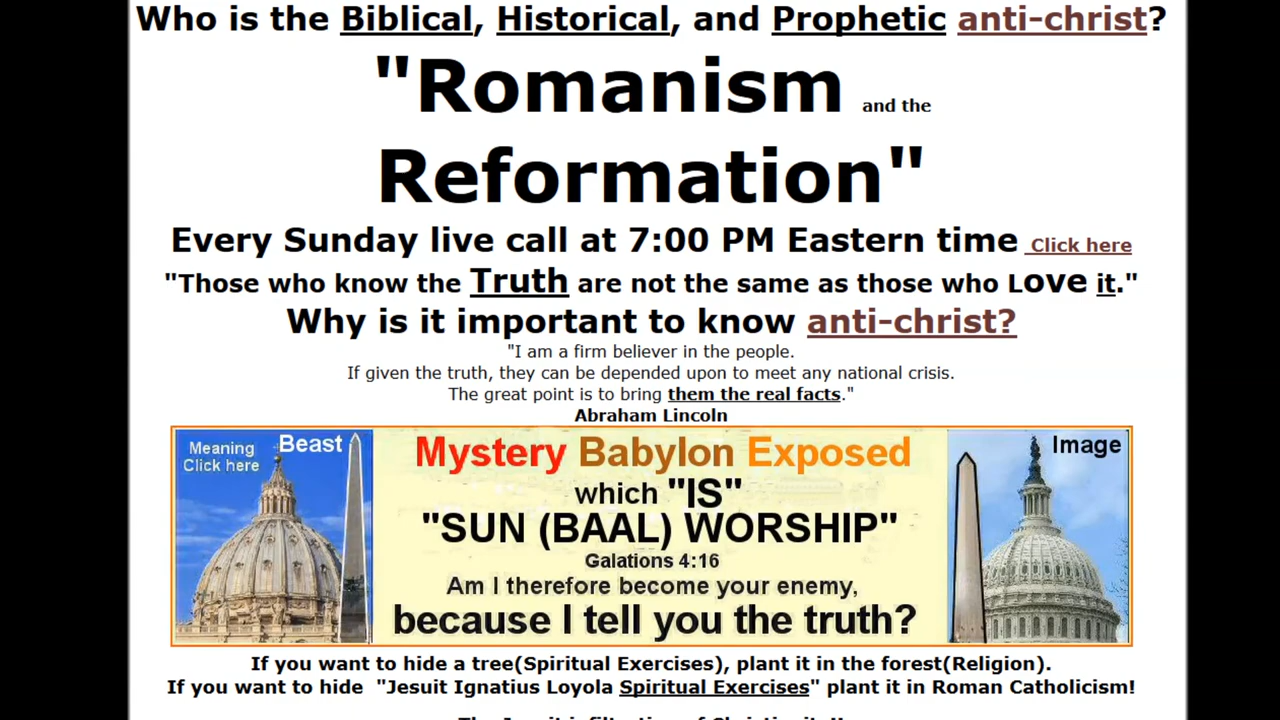 Who is the Biblical, Historical, and Prophetic anti-christ?
"Romanism and the
Reformation"
Every Sunday live call at 7:00 PM Eastern time Click here
"Those who know the Truth are not the same as those who Love it."
Why is it important to know anti-christ?
"I am a firm believer in the people.
If given the truth, they can be depended upon to meet any national crisis.
The great point is to bring them the real facts."
Abraham Lincoln
Meaning
Click here
Beast
Mystery Babylon Exposed
which "IS"
"SUN (BAAL) WORSHIP"
Galations 4:16
Am I therefore become your enemy,
because I tell you the truth?
Image
If you want to hide a tree(Spiritual Exercises), plant it in the forest(Religion).
If you want to hide "Jesuit Ignatius Loyola Spiritual Exercises" plant it in Roman Catholicism!